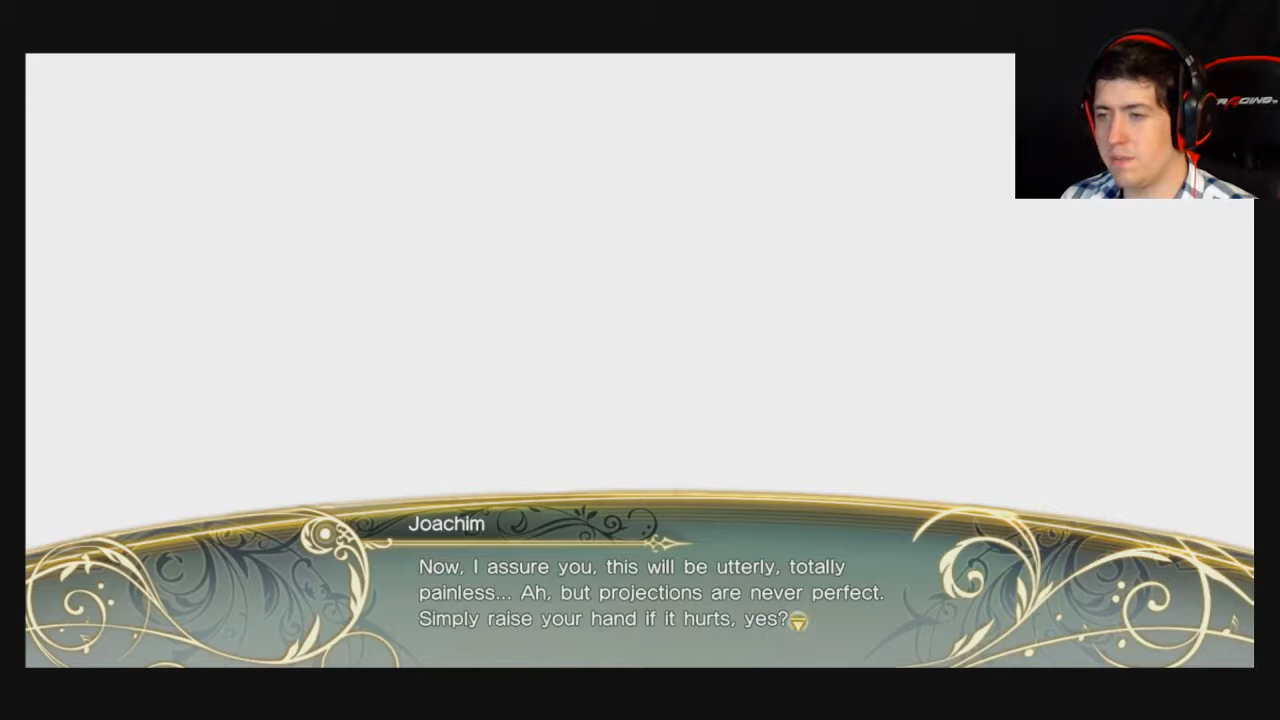 Joachim
Now, I assure you, this will be utterly, totally
painless... Ah, but projections are never perfect.
Simply raise your hand if it hurts, yes?